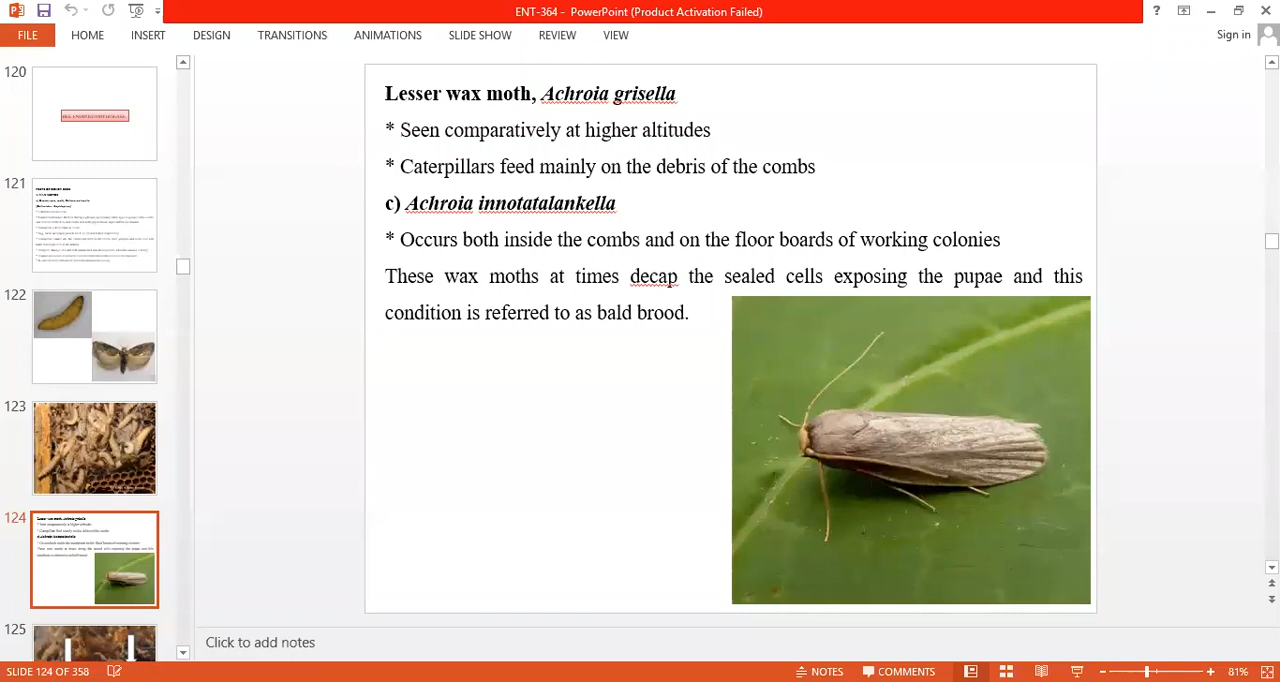 ENT-364 - PowerPoint (Product Activation Failed)
FILE HOME INSERT DESIGN TRANSITIONS ANIMATIONS SLIDE SHOW REVIEW VIEW Sign in
120
121
122
123
124
125
Lesser wax moth, Achroia grisella
* Seen comparatively at higher altitudes
* Caterpillars feed mainly on the debris of the combs
c) Achroia innotatalankella
* Occurs both inside the combs and on the floor boards of working colonies
These wax moths at times decap the sealed cells exposing the pupae and this
condition is referred to as bald brood.
Click to add notes
SLIDE 124 OF 358 NOTES COMMENTS 81%